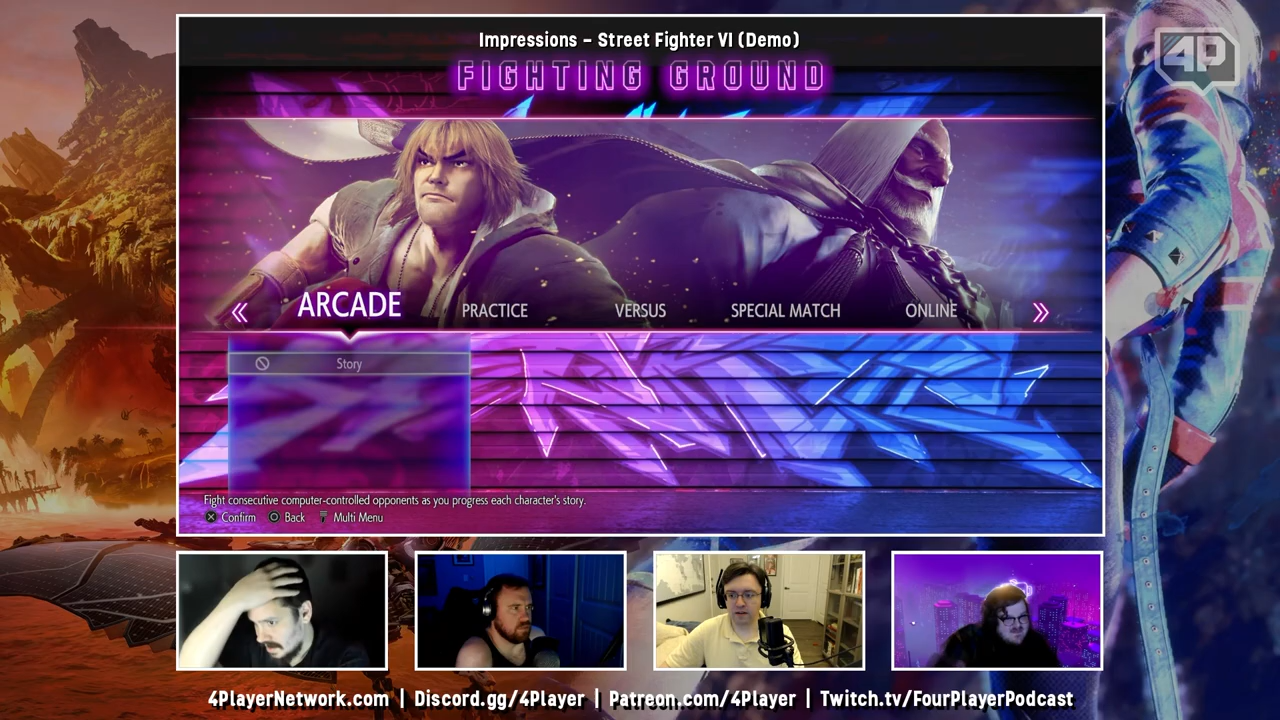 Impressions - Street Fighter VI (Demo)
4P
FIGHTING GROUND
ARCADE
PRACTICE
VERSUS
SPECIAL MATCH
ONLINE
Story
Fight consecutive computer-controlled opponents as you progress each character's story.
Confirm Back Multi Menu
4PlayerNetwork.com | Discord.gg/4Player | Patreon.com/4Player | Twitch.tv/FourPlayerPodcast